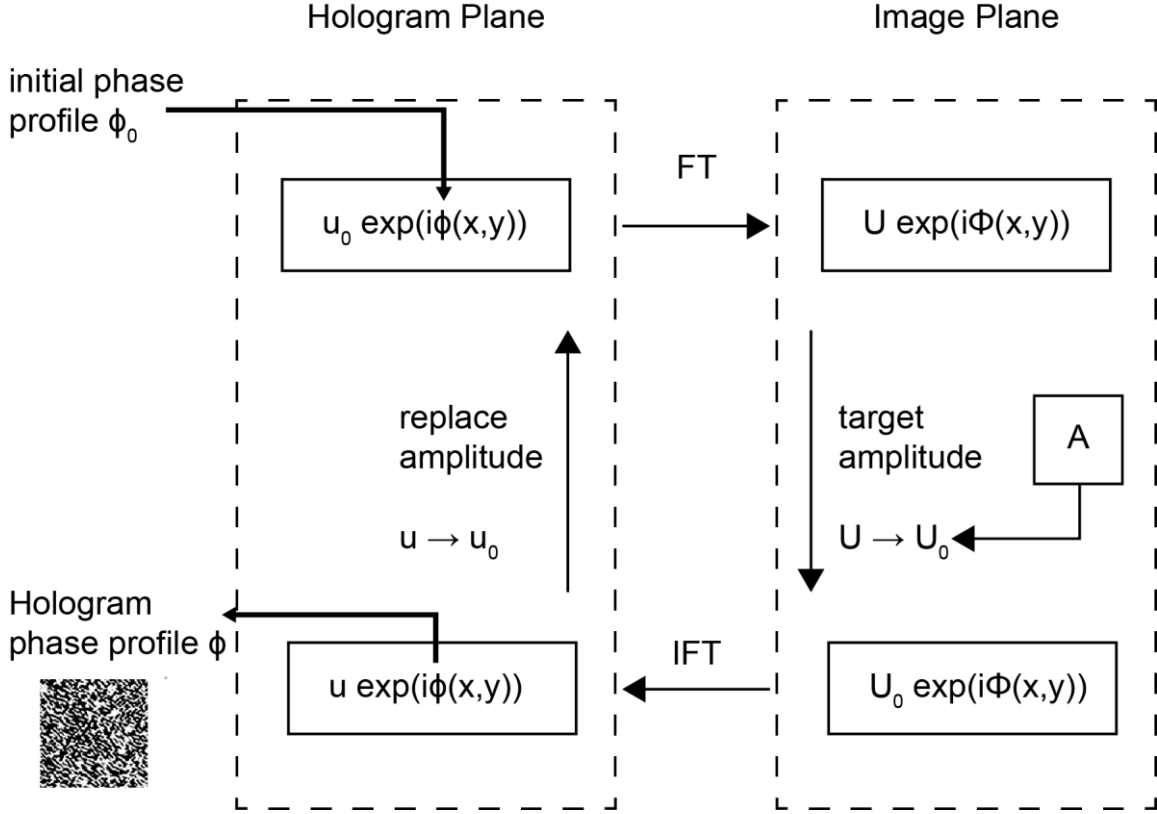 Hologram Plane
Image Plane
initial phase
profile ϕ₀
FT
u₀ exp(iϕ(x,y))
U exp(iΦ(x,y))
replace
amplitude
target
amplitude
A
u → u₀
U → U₀
Hologram
phase profile ϕ
IFT
u exp(iϕ(x,y))
U₀ exp(iΦ(x,y))